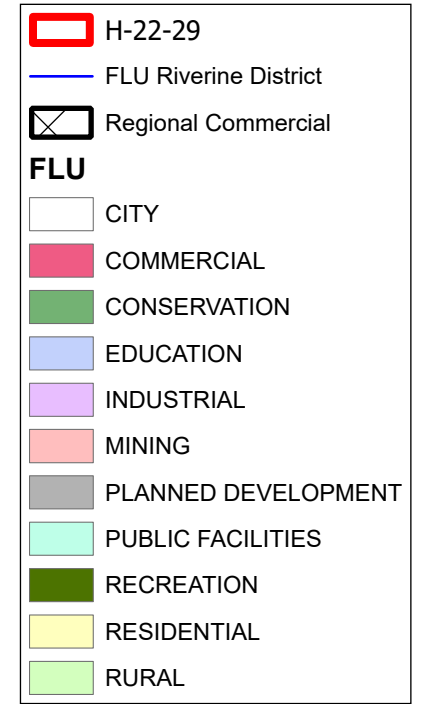 H-22-29
FLU Riverine District
Regional Commercial
FLU
CITY
COMMERCIAL
CONSERVATION
EDUCATION
INDUSTRIAL
MINING
PLANNED DEVELOPMENT
PUBLIC FACILITIES
RECREATION
RESIDENTIAL
RURAL